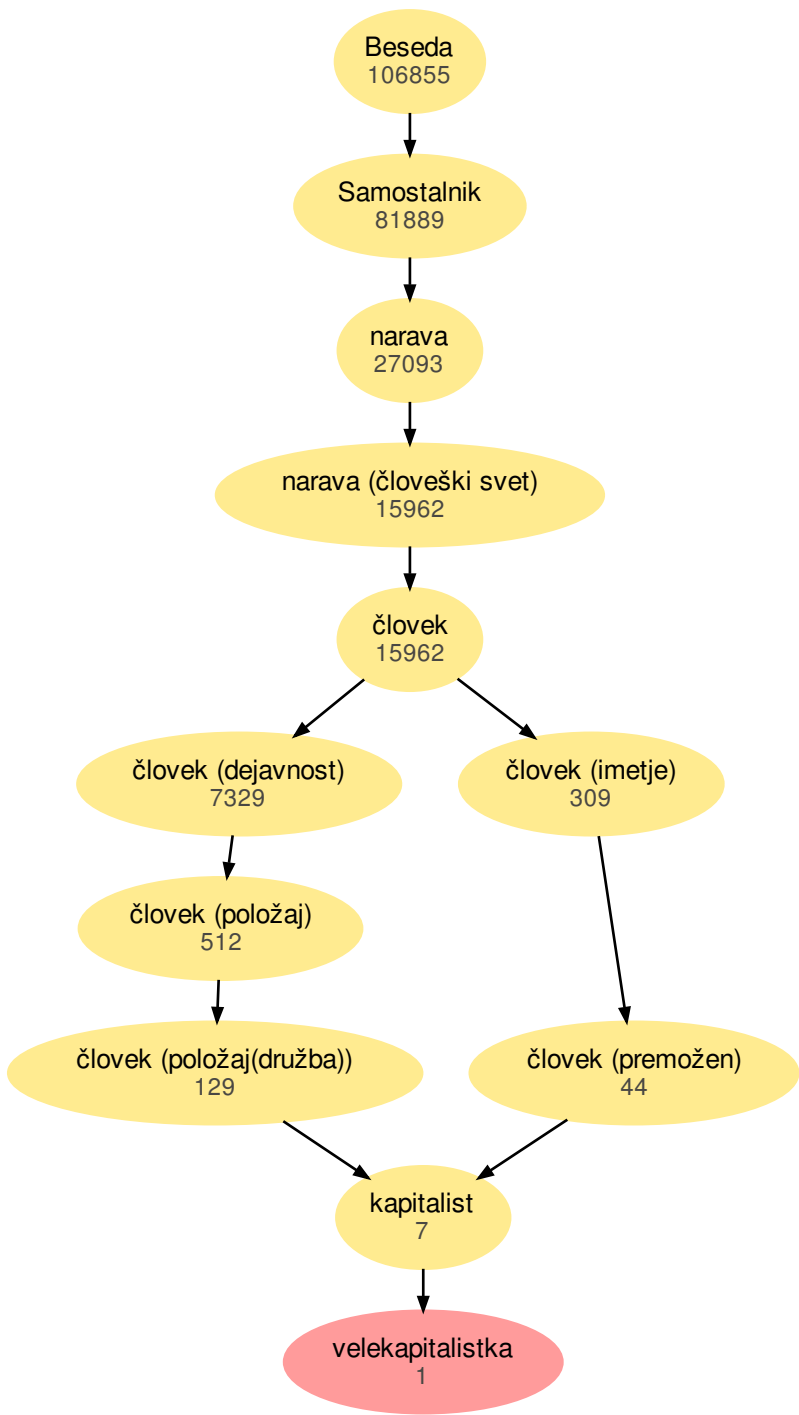 Beseda
106855
Samostalnik
81889
narava
27093
narava (človeški svet)
15962
človek
15962
človek (dejavnost)
7329
človek (imetje)
309
človek (položaj)
512
človek (položaj(družba))
129
človek (premožen)
44
kapitalist
7
velekapitalistka
1